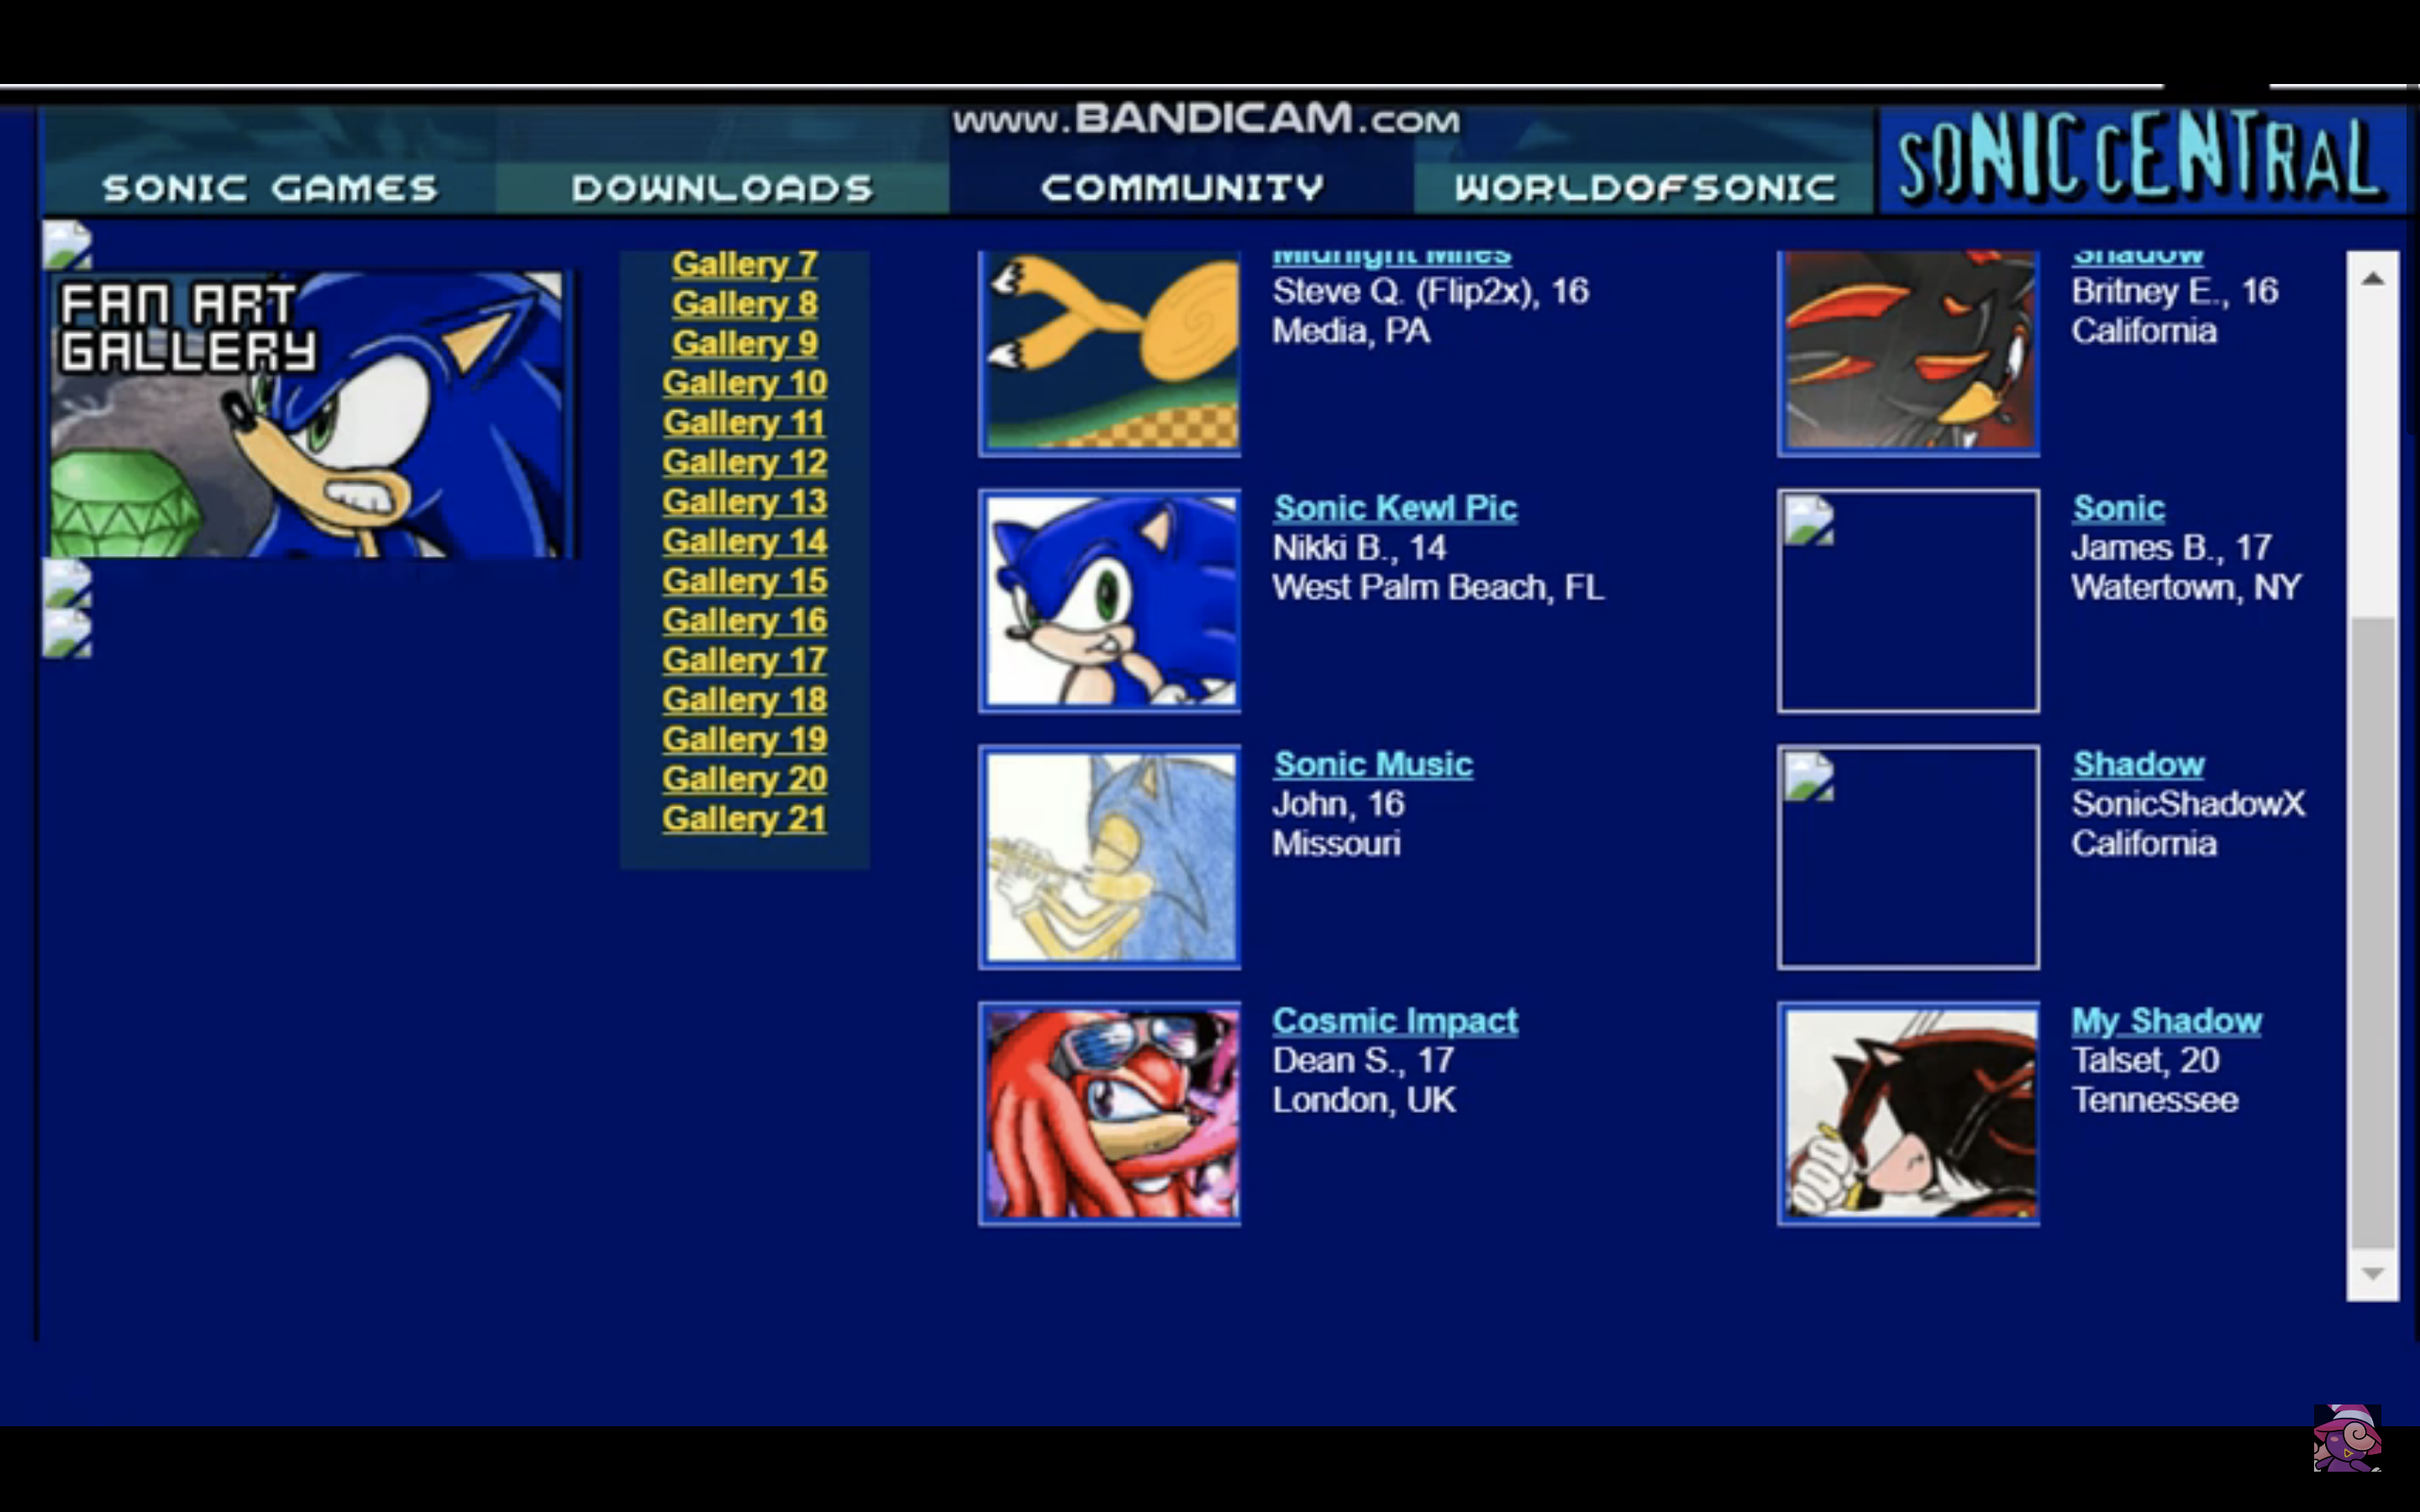 www.BANDICAM.com
SONIC GAMES
DOWNLOADS
COMMUNITY
WORLDOFSONIC
SONIC CENTRAL
FAN ART
GALLERY
Gallery 7
Gallery 8
Gallery 9
Gallery 10
Gallery 11
Gallery 12
Gallery 13
Gallery 14
Gallery 15
Gallery 16
Gallery 17
Gallery 18
Gallery 19
Gallery 20
Gallery 21
Midnight Miles
Steve Q. (Flip2x), 16
Media, PA
Shadow
Britney E., 16
California
Sonic Kewl Pic
Nikki B., 14
West Palm Beach, FL
Sonic
James B., 17
Watertown, NY
Sonic Music
John, 16
Missouri
Shadow
SonicShadowX
California
Cosmic Impact
Dean S., 17
London, UK
My Shadow
Talset, 20
Tennessee